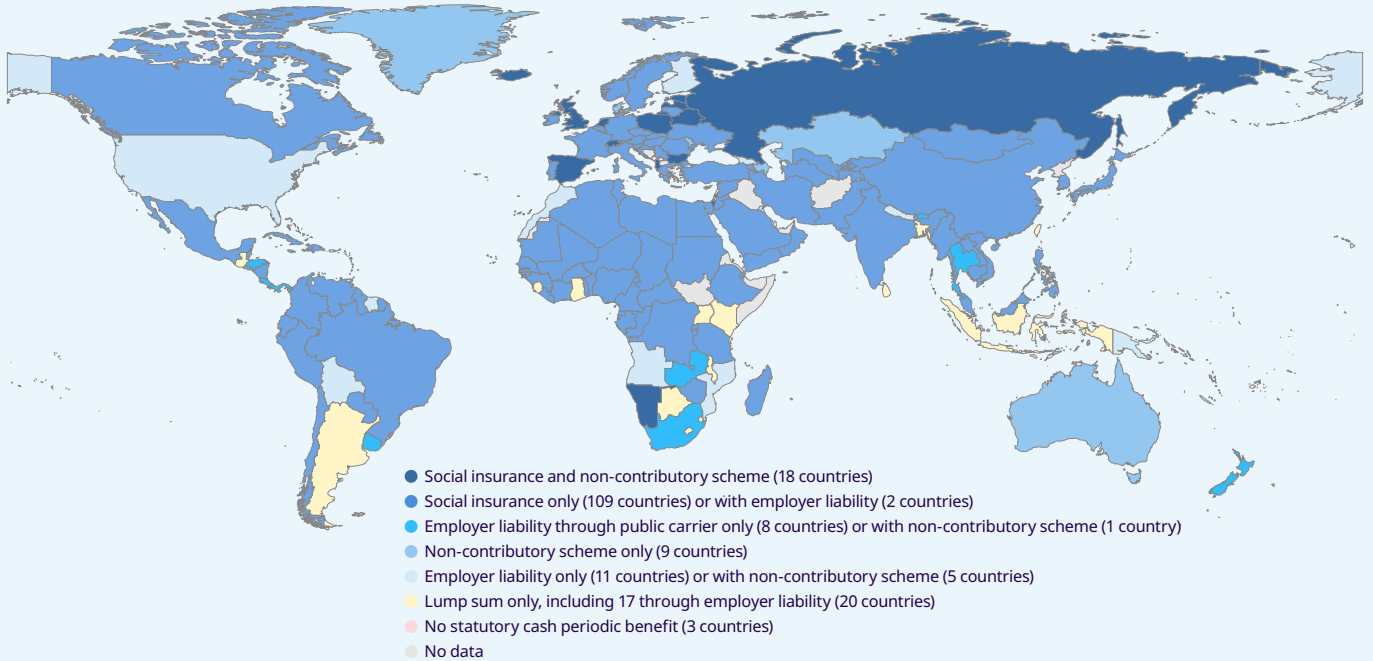 Social insurance and non-contributory scheme (18 countries)
Social insurance only (109 countries) or with employer liability (2 countries)
Employer liability through public carrier only (8 countries) or with non-contributory scheme (1 country)
Non-contributory scheme only (9 countries)
Employer liability only (11 countries) or with non-contributory scheme (5 countries)
Lump sum only, including 17 through employer liability (20 countries)
No statutory cash periodic benefit (3 countries)
No data